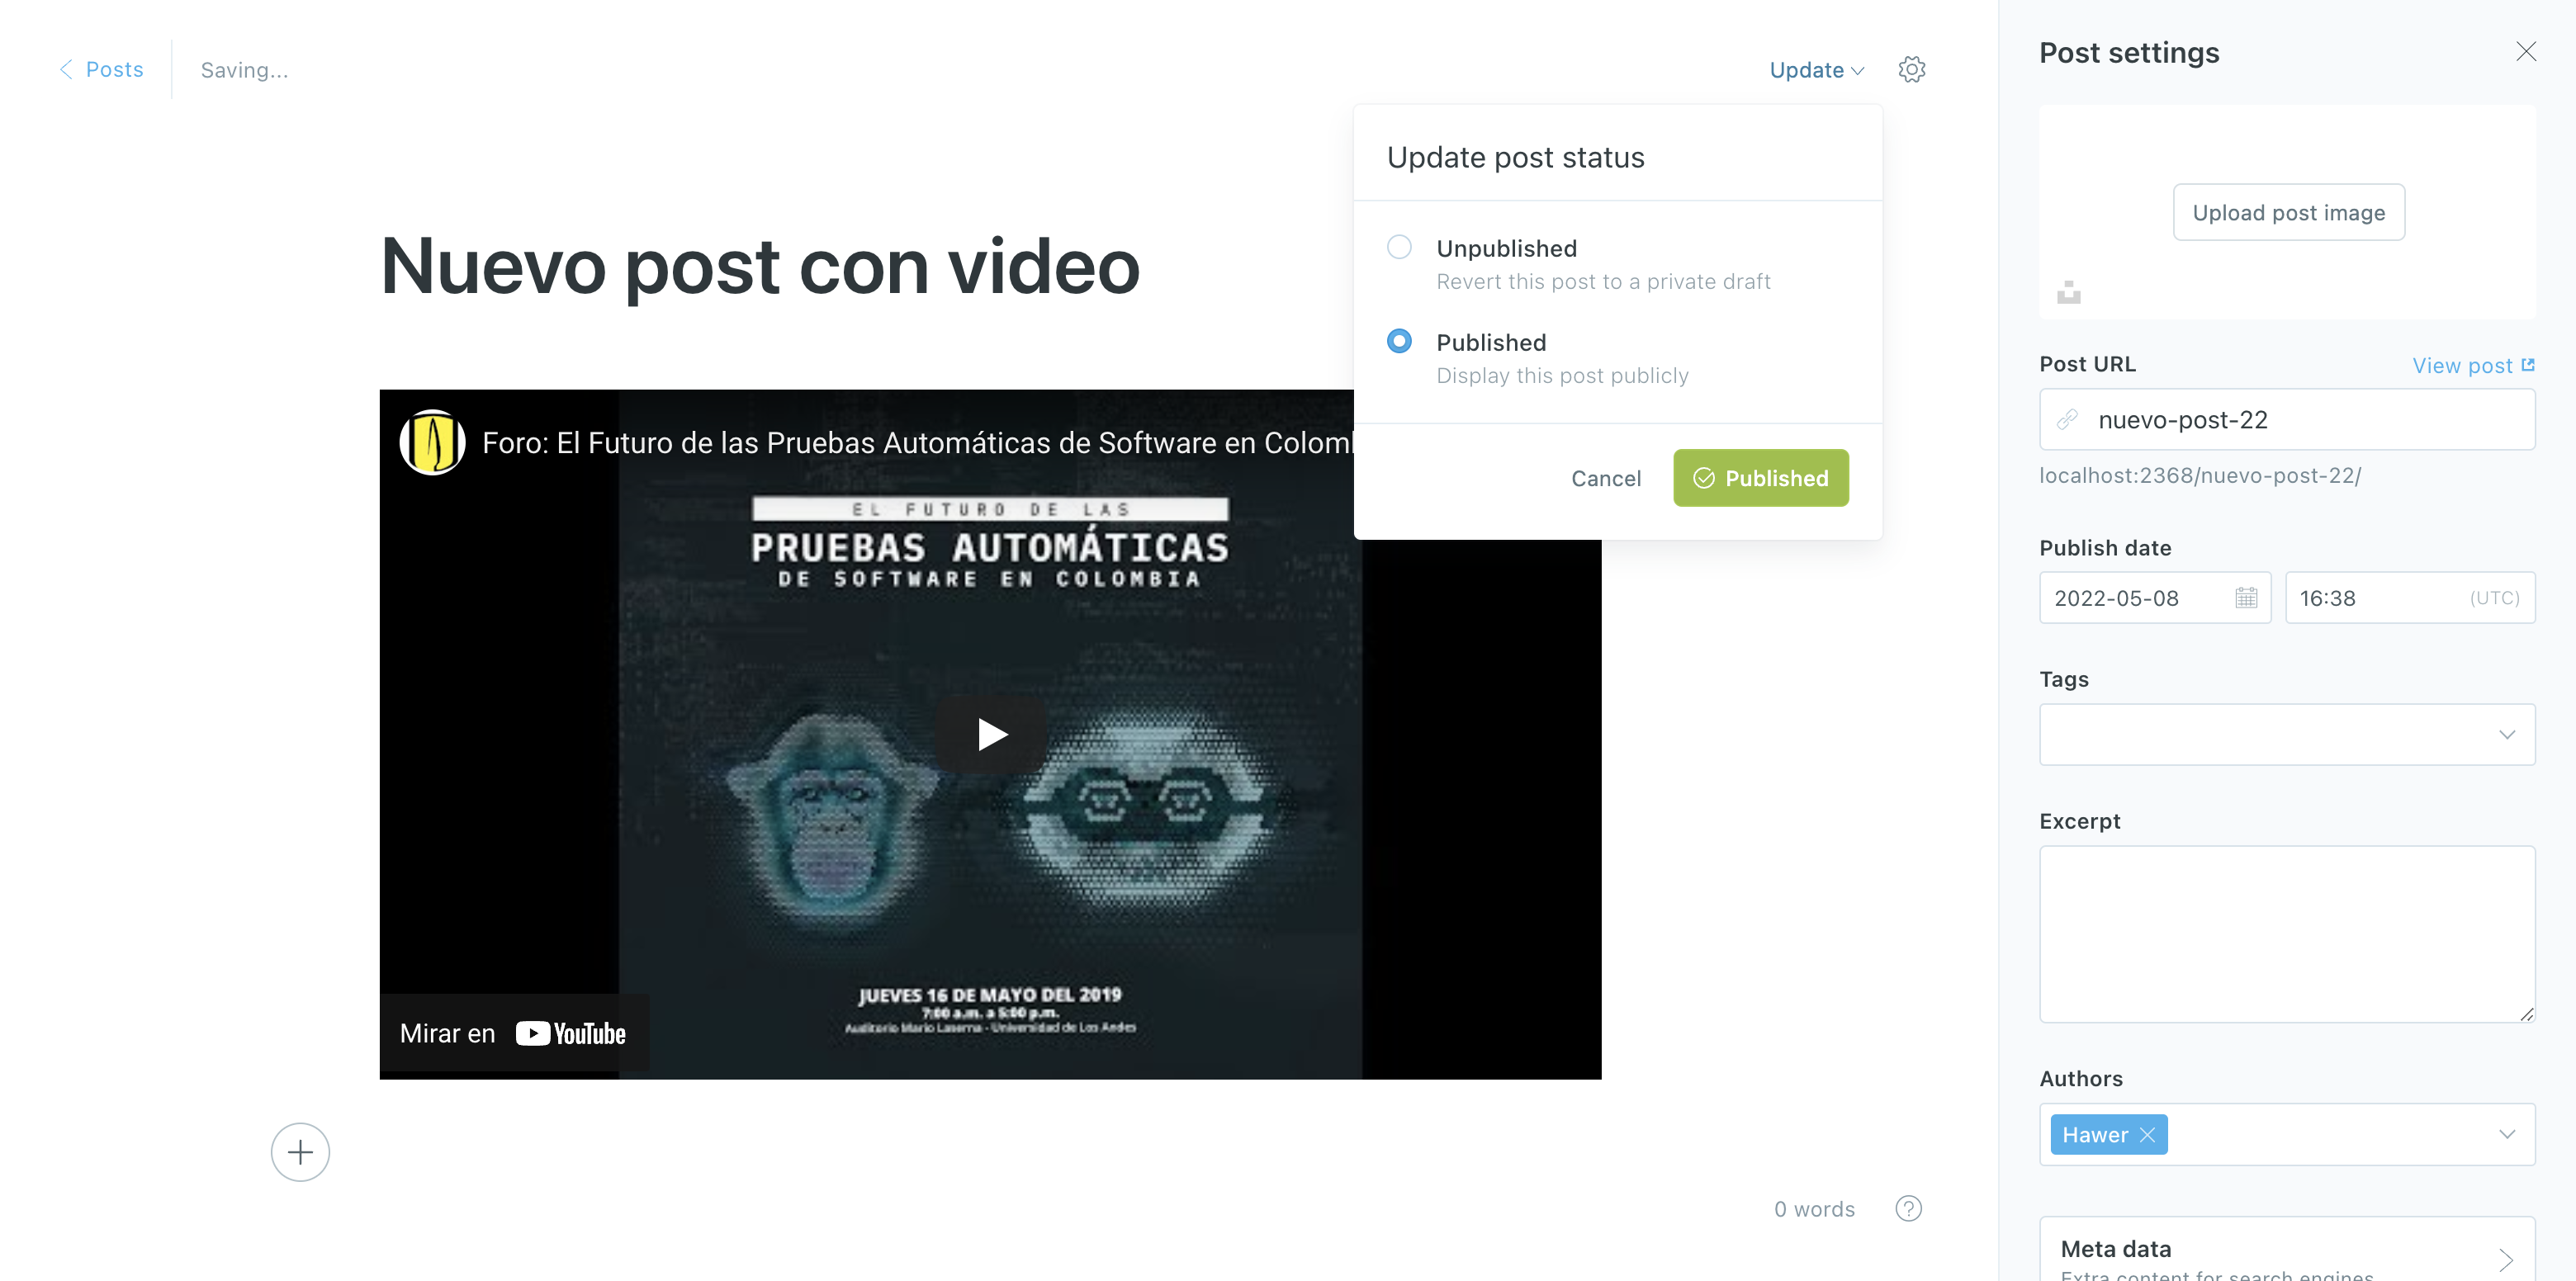 Posts
Saving...
Update
Update post status
Unpublished
Revert this post to a private draft
Published
Display this post publicly
Cancel
Published
Nuevo post con video
Foro: El Futuro de las Pruebas Automáticas de Software en Colom
EL FUTURO DE LAS
PRUEBAS AUTOMÁTICAS
DE SOFTWARE EN COLOMBIA
JUEVES 16 DE MAYO DEL 2019
7:00 a.m. a 5:00 p.m.
Auditorio Mario Laserna - Universidad de Los Andes
Mirar en YouTube
0 words
?
Post settings
Upload post image
Post URL
View post
nuevo-post-22
localhost:2368/nuevo-post-22/
Publish date
2022-05-08
16:38 (UTC)
Tags
Excerpt
Authors
Hawer
Meta data
Extra content for search engines